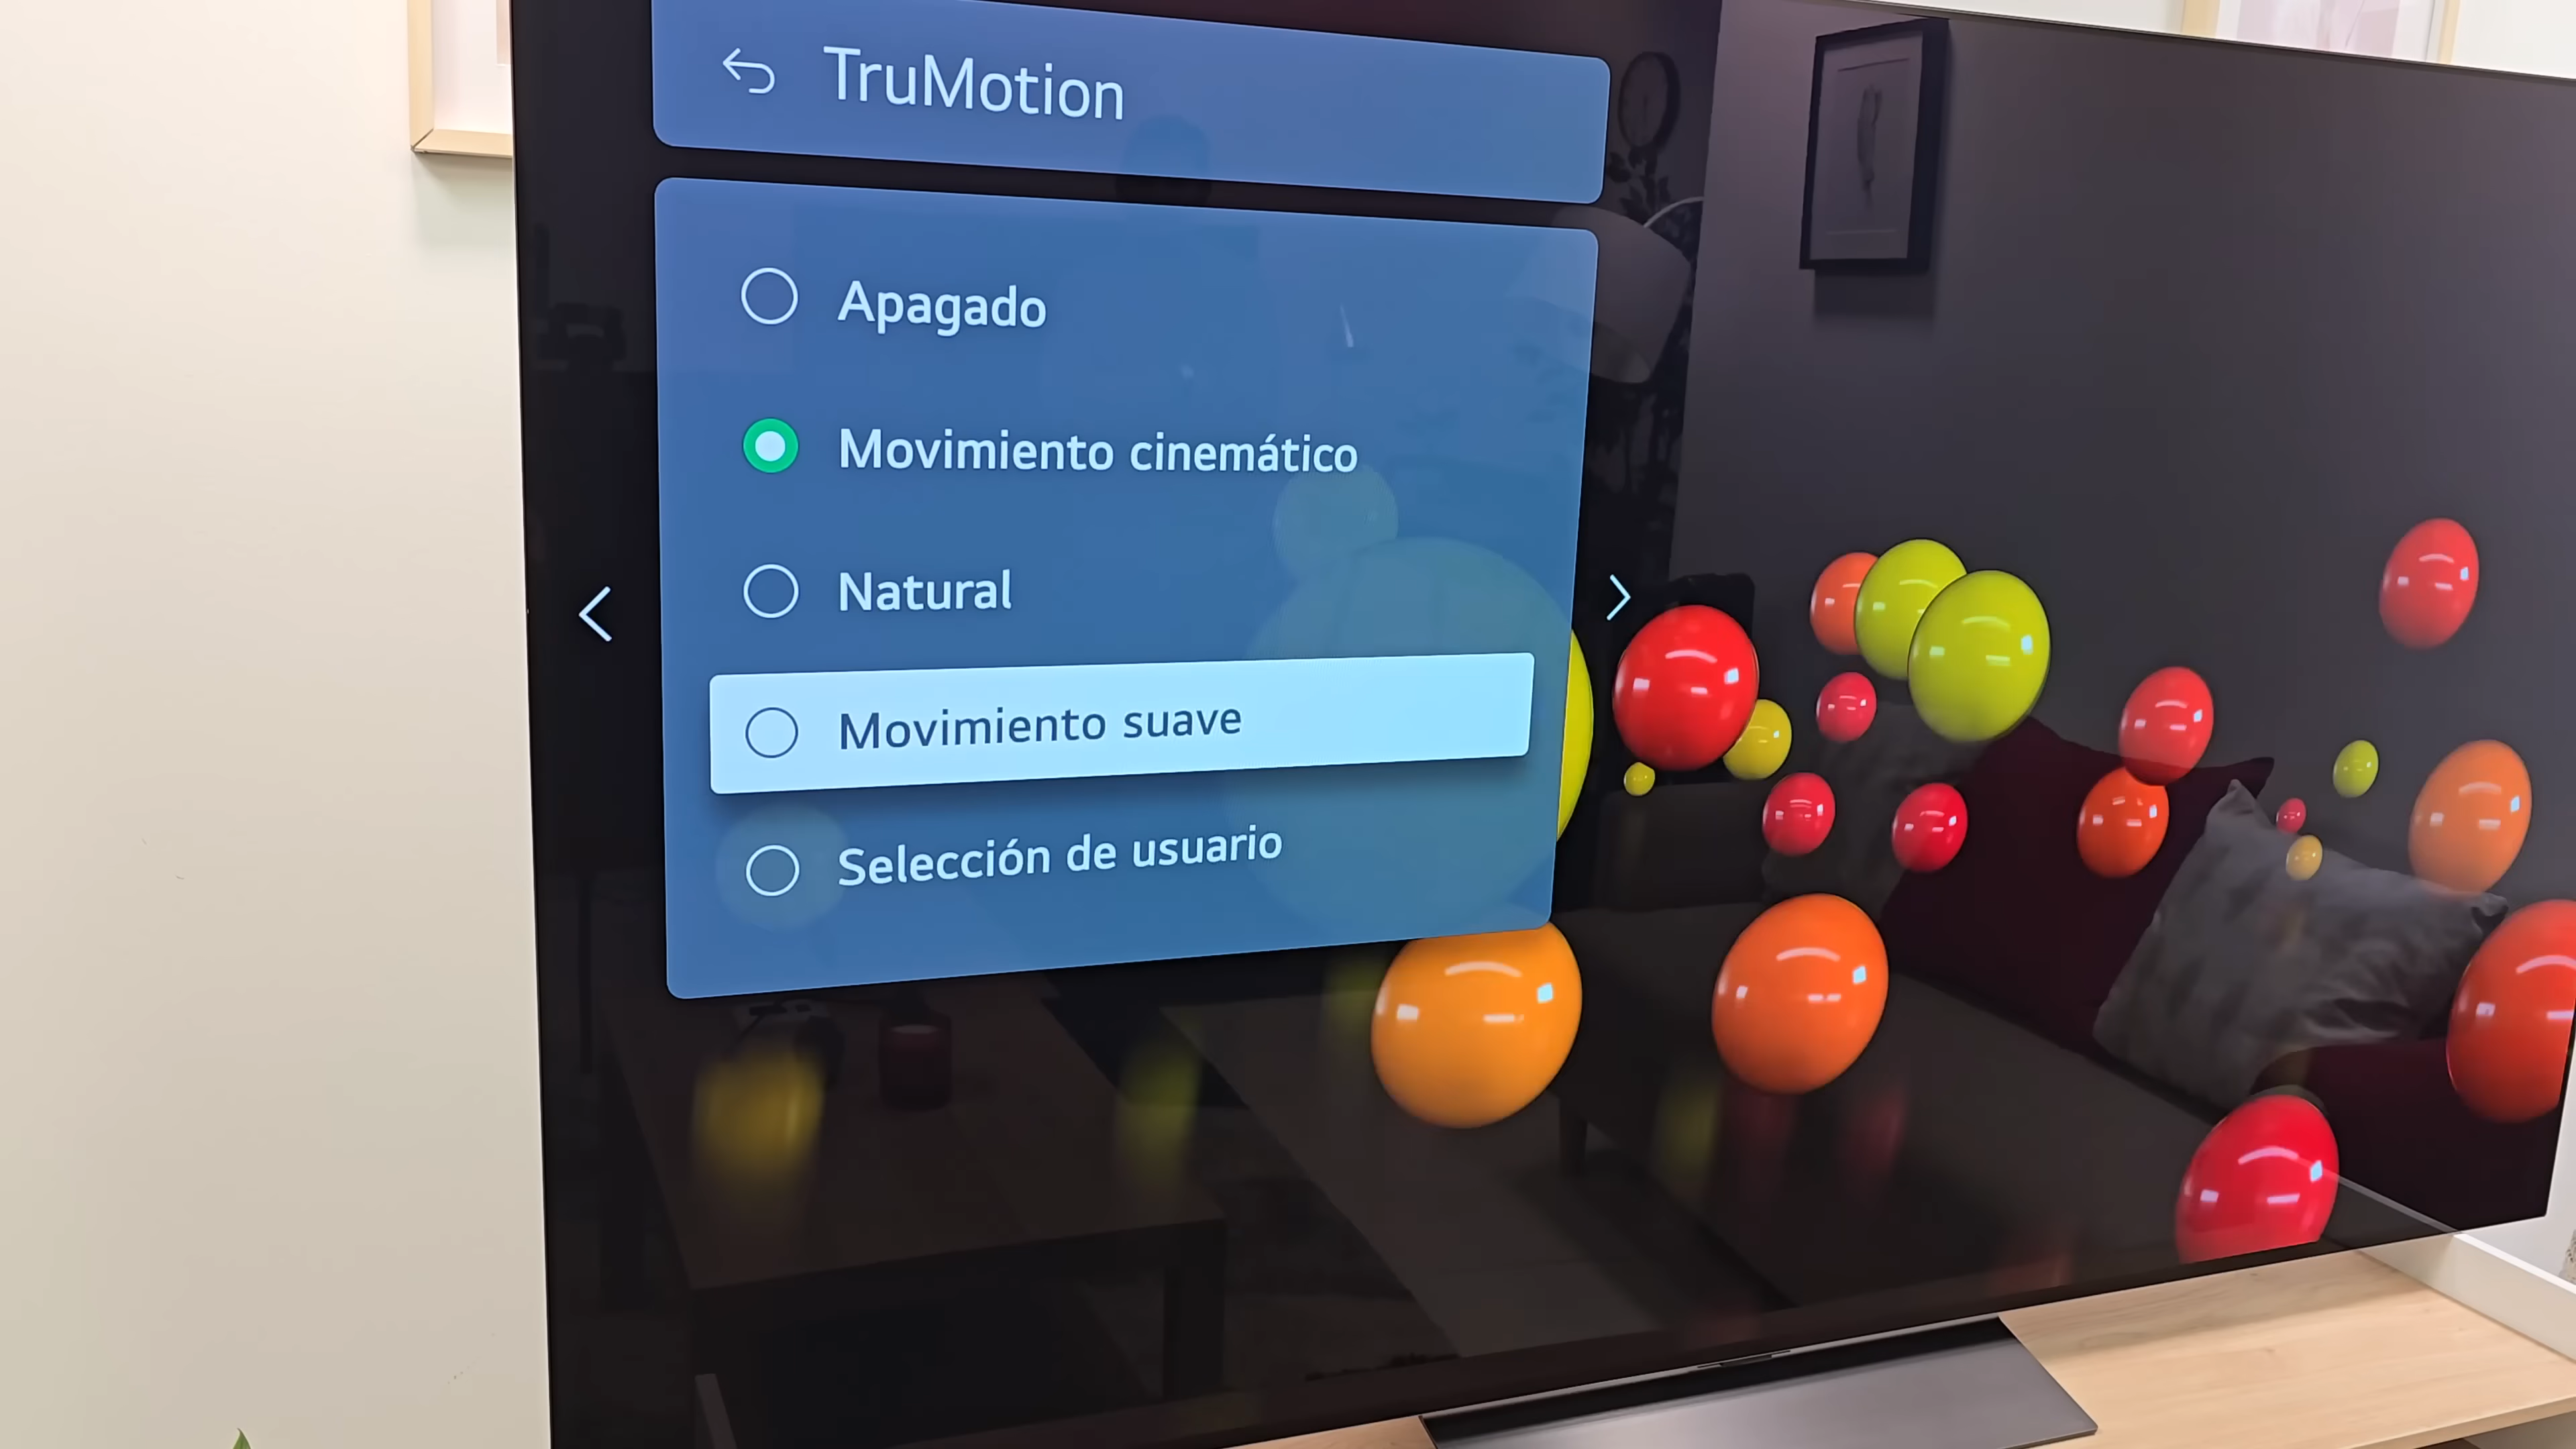 TruMotion
Apagado
Movimiento cinemático
Natural
Movimiento suave
Selección de usuario